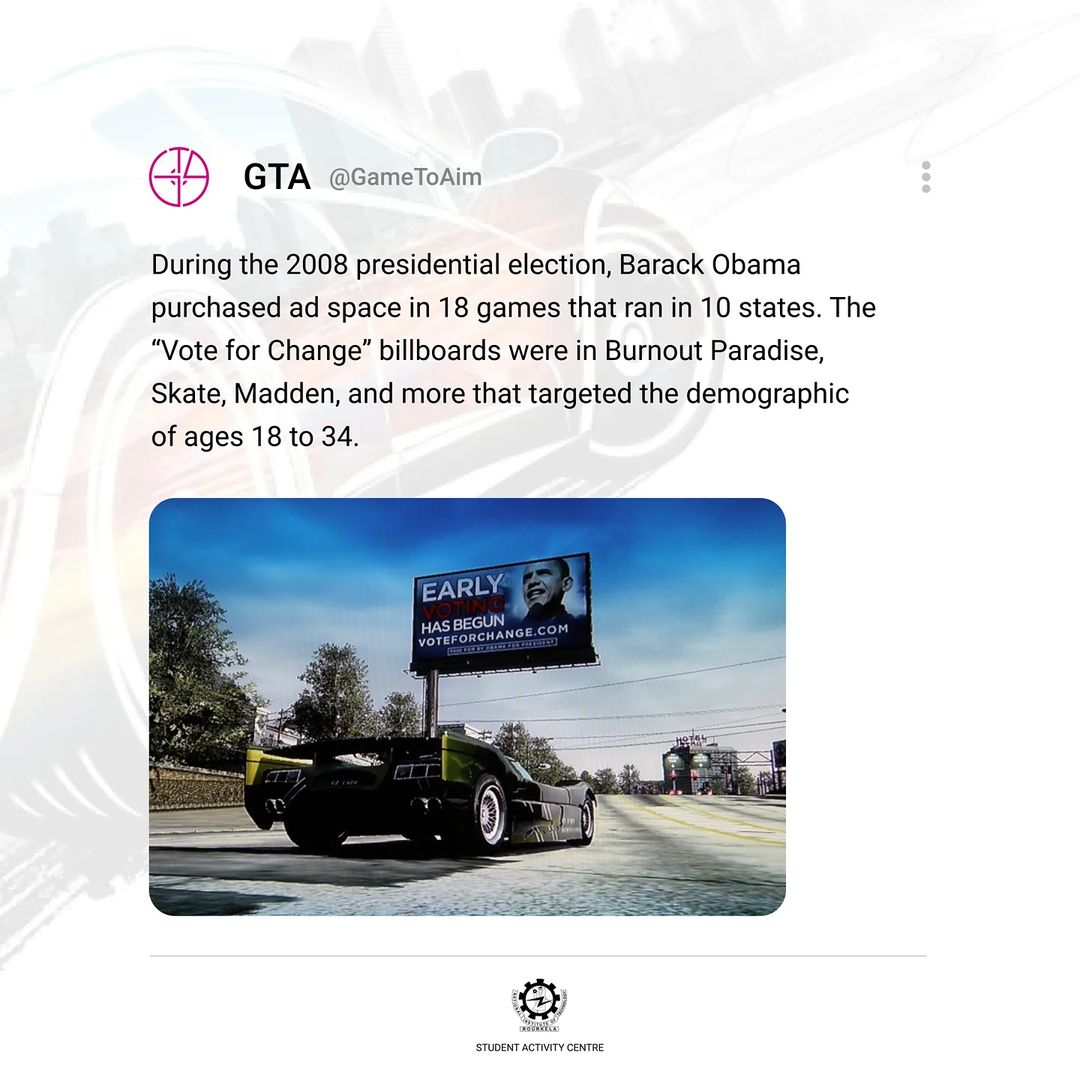 GTA @GameToAim
During the 2008 presidential election, Barack Obama
purchased ad space in 18 games that ran in 10 states. The
“Vote for Change” billboards were in Burnout Paradise,
Skate, Madden, and more that targeted the demographic
of ages 18 to 34.
EARLY
VOTING
HAS BEGUN
VOTEFORCHANGE.COM
PAID FOR BY OBAMA FOR PRESIDENT
HOTEL
ROURKELA
STUDENT ACTIVITY CENTRE